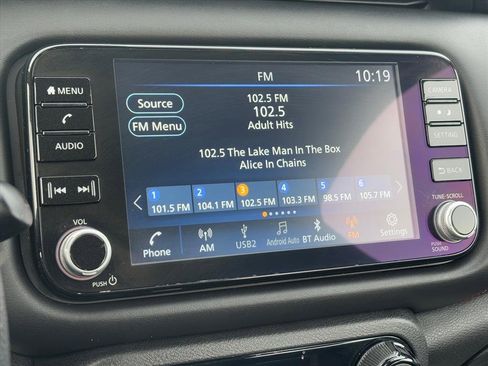 FM
10:19
MENU
AUDIO
VOL
PUSH
Source
FM Menu
102.5 FM
102.5
Adult Hits
102.5 The Lake Man In The Box
Alice In Chains
1 2 3 4 5 6
101.5 FM 104.1 FM 102.5 FM 103.3 FM 98.5 FM 105.7 FM
Phone AM USB2 Android Auto BT Audio FM Settings
CAMERA
SETTING
BACK
TUNE·SCROLL
PUSH
SOUND